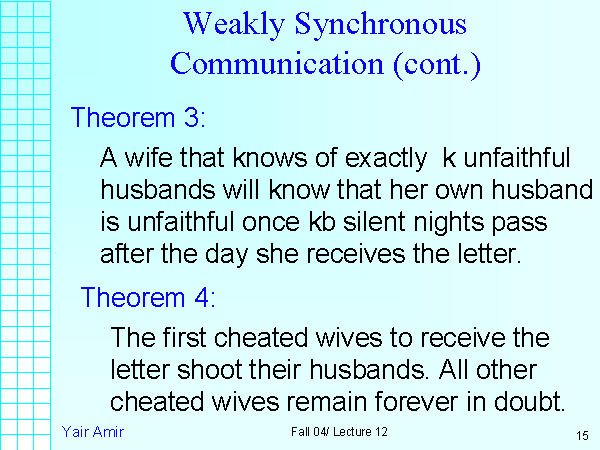 Weakly Synchronous
Communication (cont.)
Theorem 3:
A wife that knows of exactly k unfaithful
husbands will know that her own husband
is unfaithful once kb silent nights pass
after the day she receives the letter.
Theorem 4:
The first cheated wives to receive the
letter shoot their husbands. All other
cheated wives remain forever in doubt.
Yair Amir
Fall 04/ Lecture 12
15